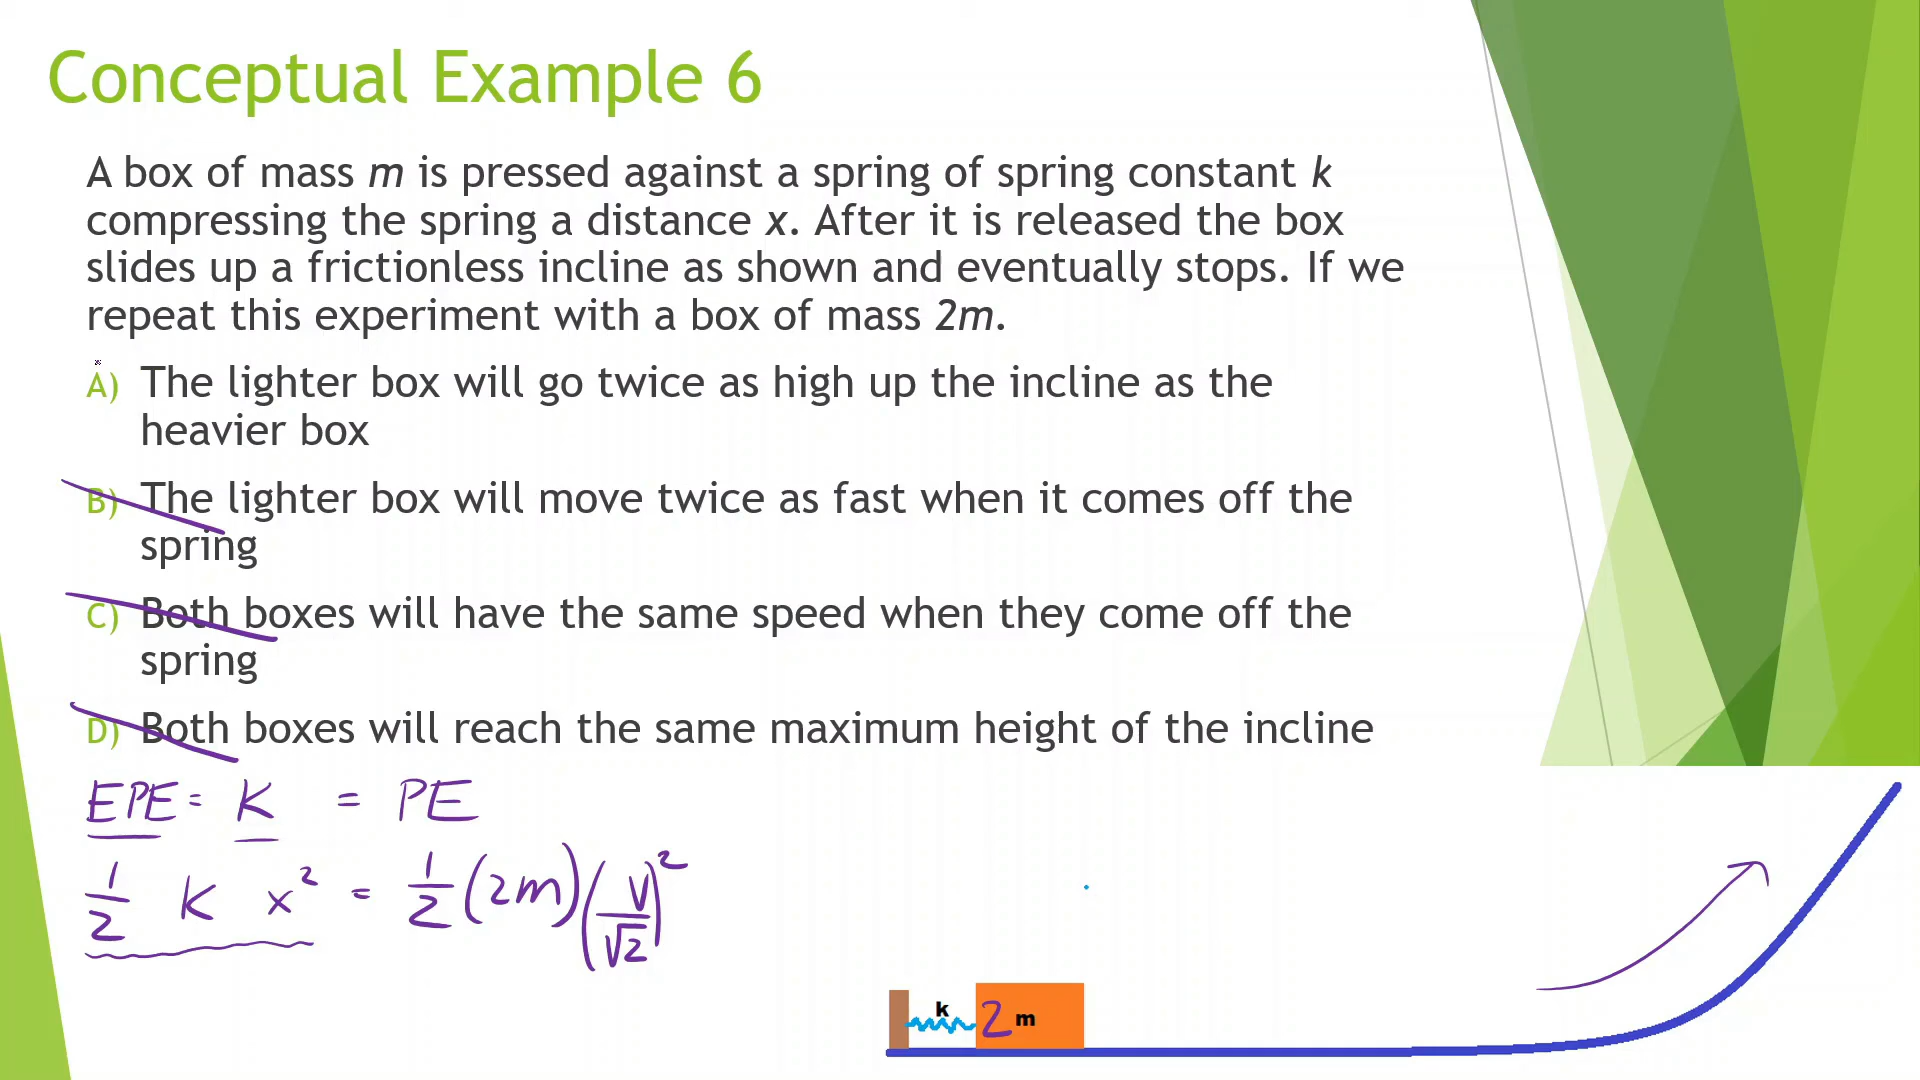 Conceptual Example 6
A box of mass m is pressed against a spring of spring constant k
compressing the spring a distance x. After it is released the box
slides up a frictionless incline as shown and eventually stops. If we
repeat this experiment with a box of mass 2m.
A) The lighter box will go twice as high up the incline as the
heavier box
B) The lighter box will move twice as fast when it comes off the
spring
C) Both boxes will have the same speed when they come off the
spring
D) Both boxes will reach the same maximum height of the incline
EPE = K = PE
1/2 K x² = 1/2 (2m) (V/√2)²
k
2 m